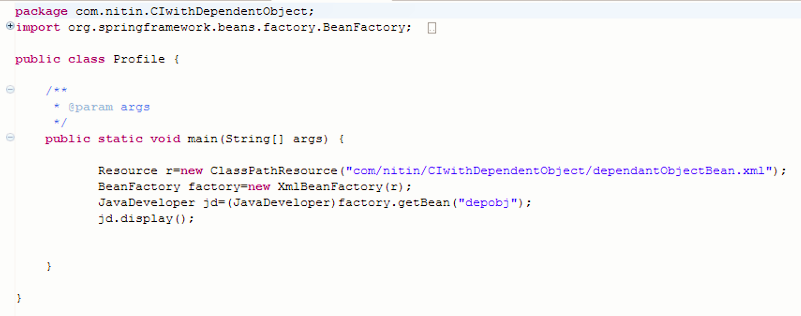 package com.nitin.CIwithDependentObject;
import org.springframework.beans.factory.BeanFactory;
public class Profile {
/**
* @param args
*/
public static void main(String[] args) {
Resource r=new ClassPathResource("com/nitin/CIwithDependentObject/dependantObjectBean.xml");
BeanFactory factory=new XmlBeanFactory(r);
JavaDeveloper jd=(JavaDeveloper)factory.getBean("depobj");
jd.display();
}
}